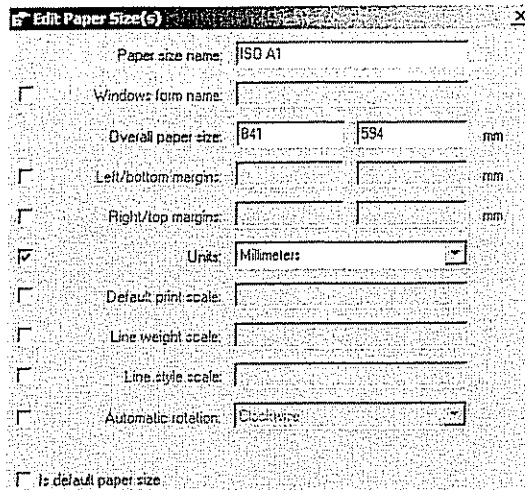 Edit Paper Size(s)
Paper size name: ISO A1
Windows form name:
Overall paper size: 841 594 mm
Left/bottom margins: mm
Right/top margins: mm
Units: Millimeters
Default print scale:
Line weight scale:
Line style scale:
Automatic rotation: Clockwise
Is default paper size